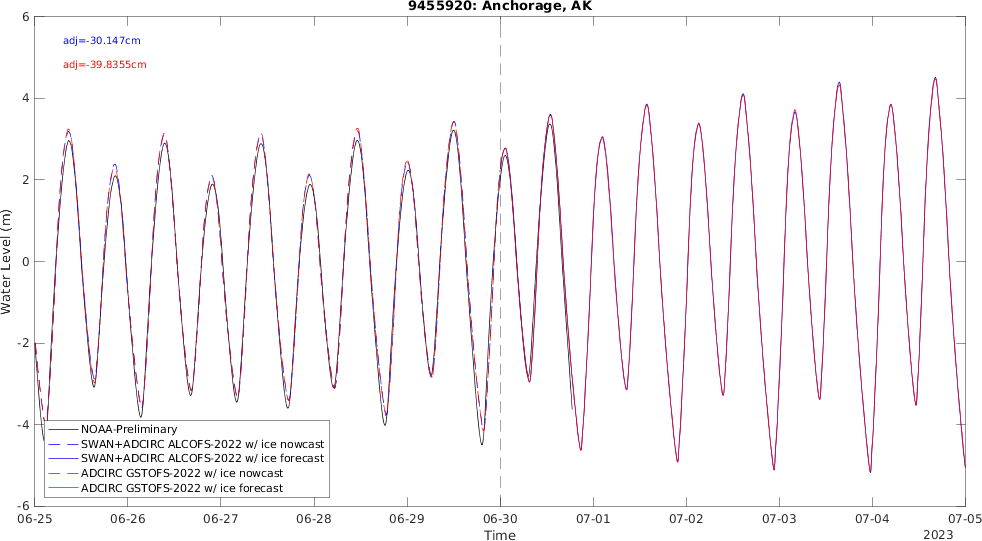 9455920: Anchorage, AK
adj=-30.147cm
adj=-39.8355cm
6
4
2
0
-2
-4
-6
Water Level (m)
NOAA-Preliminary
SWAN+ADCIRC ALCOFS-2022 w/ ice nowcast
SWAN+ADCIRC ALCOFS-2022 w/ ice forecast
ADCIRC GSTOFS-2022 w/ ice nowcast
ADCIRC GSTOFS-2022 w/ ice forecast
06-25 06-26 06-27 06-28 06-29 06-30 07-01 07-02 07-03 07-04 07-05
Time
2023